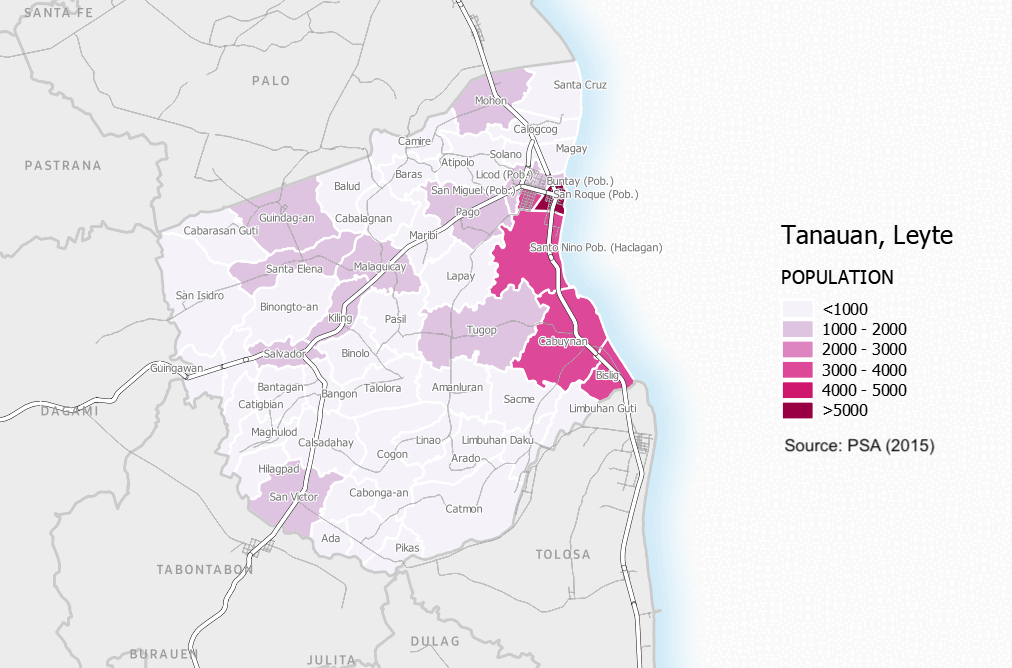 SANTA FE
PALO
PASTRANA
Santa Cruz
Mohon
Calogcog
Camire
Magay
Solano
Atipolo
Baras
Licod (Pob.)
Buntay (Pob.)
Balud
San Miguel (Pob.)
San Roque (Pob.)
Guindag-an
Cabalagnan
Pago
Cabarasan Guti
Maribi
Santo Nino Pob. (Haclagan)
Santa Elena
Malaguicay
Lapay
San Isidro
Binongto-an
Kiling
Pasil
Tugop
Cabuynan
Salvador
Binolo
Guingawan
Bislig
Bantagan
Bangon
Talolora
Amanluran
Sacme
Catigbian
Limbuhan Guti
DAGAMI
Maghulod
Calsadahay
Linao
Limbuhan Daku
Cogon
Arado
Hilagpad
San Victor
Cabonga-an
Catmon
Ada
Pikas
TOLOSA
TABONTABON
DULAG
BURAUEN
JULITA
Tanauan, Leyte
POPULATION
<1000
1000 - 2000
2000 - 3000
3000 - 4000
4000 - 5000
>5000
Source: PSA (2015)